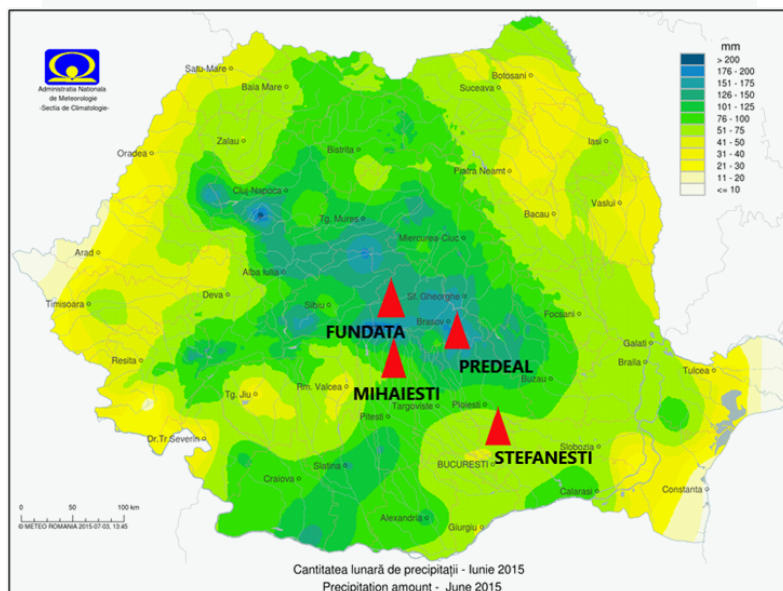 Administratia Nationala
de Meteorologie
-Sectia de Climatologie-
mm
> 200
176 - 200
151 - 175
126 - 150
101 - 125
76 - 100
51 - 75
41 - 50
31 - 40
21 - 30
11 - 20
<= 10
Satu-Mare
Baia Mare
Botosani
Suceava
Zalau
Oradea
Bistrita
Iasi
Piatra Neamt
Cluj-Napoca
Vaslui
Bacau
Tg. Mures
Miercurea-Ciuc
Arad
Alba Iulia
Deva
Sf. Gheorghe
Timisoara
Sibiu
Focsani
Brasov
FUNDATA
Galati
Resita
PREDEAL
Braila
Tulcea
Buzau
Rm. Valcea
MIHAIESTI
Tg. Jiu
Targoviste
Ploiesti
Pitesti
Dr.Tr.Severin
Slobozia
STEFANESTI
BUCURESTI
Slatina
Craiova
Calarasi
Constanta
Alexandria
Giurgiu
0 50 100 km
© METEO ROMANIA 2015-07-03, 13:45
Cantitatea lunară de precipitații - Iunie 2015
Precipitation amount - June 2015